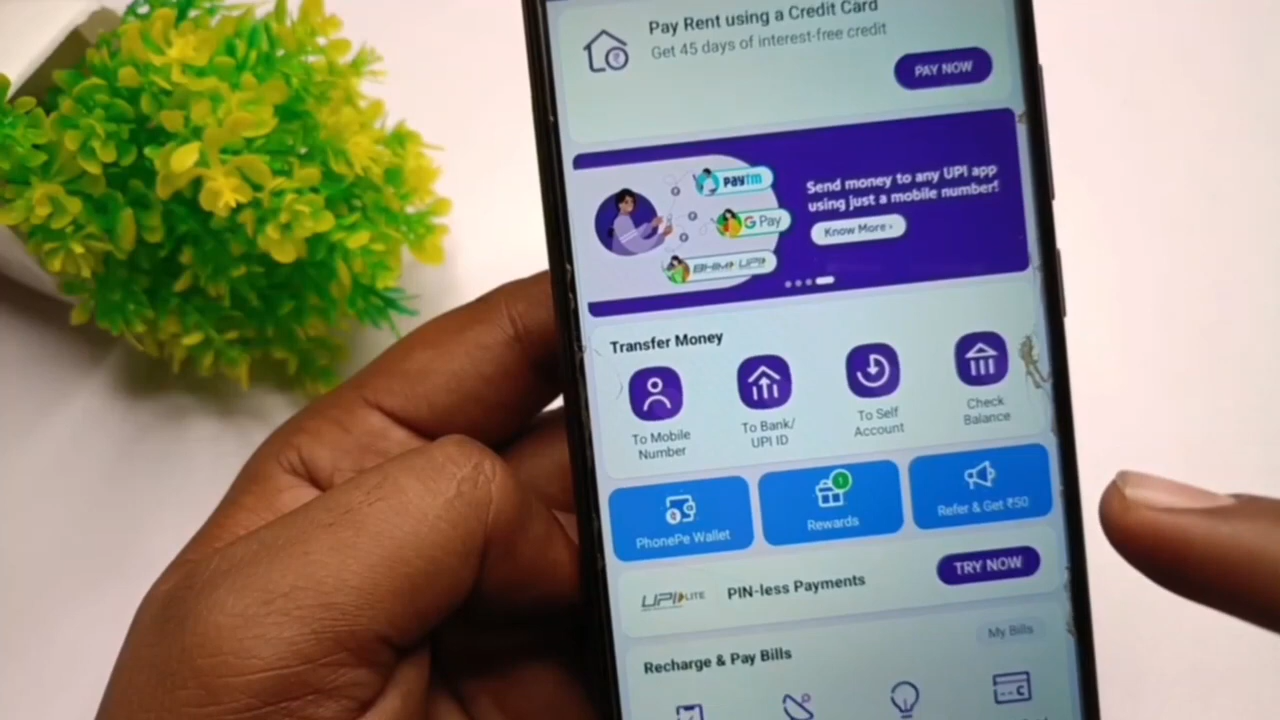 Pay Rent using a Credit Card
Get 45 days of interest-free credit
PAY NOW
paytm
G Pay
BHIM UPI
Send money to any UPI app
using just a mobile number!
Know More ›
Transfer Money
To Mobile
Number
To Bank/
UPI ID
To Self
Account
Check
Balance
PhonePe Wallet
1
Rewards
Refer & Get ₹50
UPI LITE
PIN-less Payments
TRY NOW
Recharge & Pay Bills
My Bills